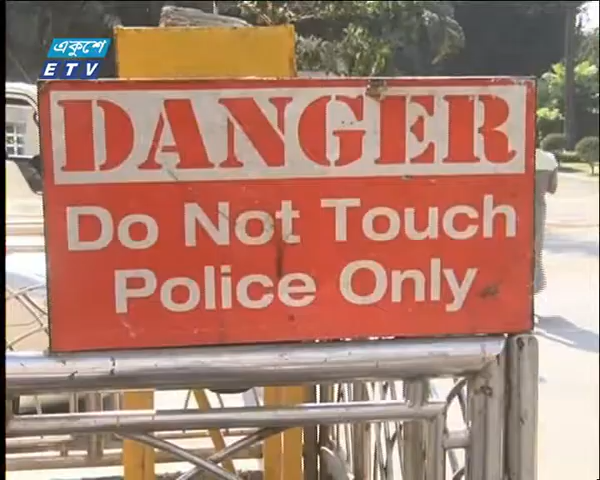 একুশে
ETV
DANGER
Do Not Touch
Police Only